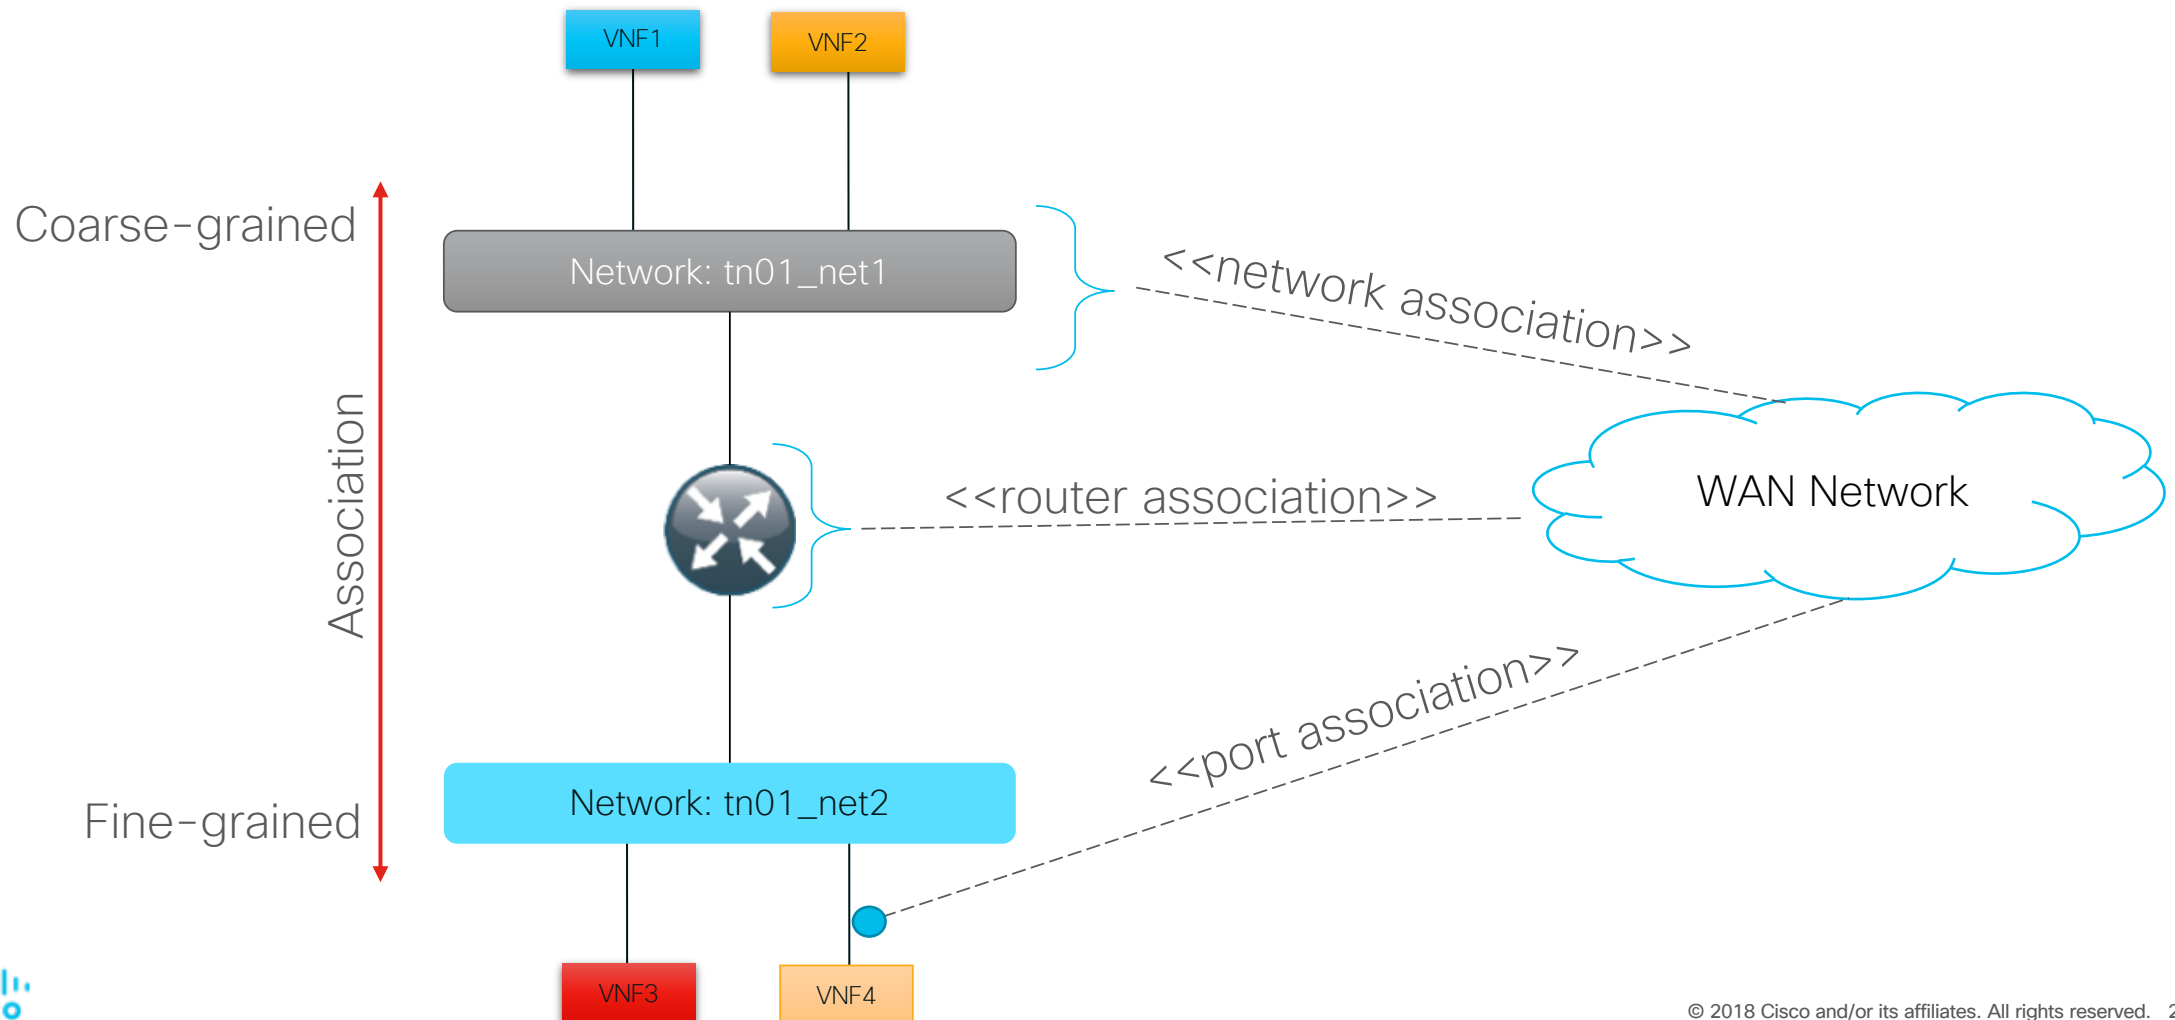 VNF1
VNF2
Coarse-grained
Network: tn01_net1
<<network association>>
Association
<<router association>>
WAN Network
<<port association>>
Fine-grained
Network: tn01_net2
VNF3
VNF4
© 2018 Cisco and/or its affiliates. All rights reserved.